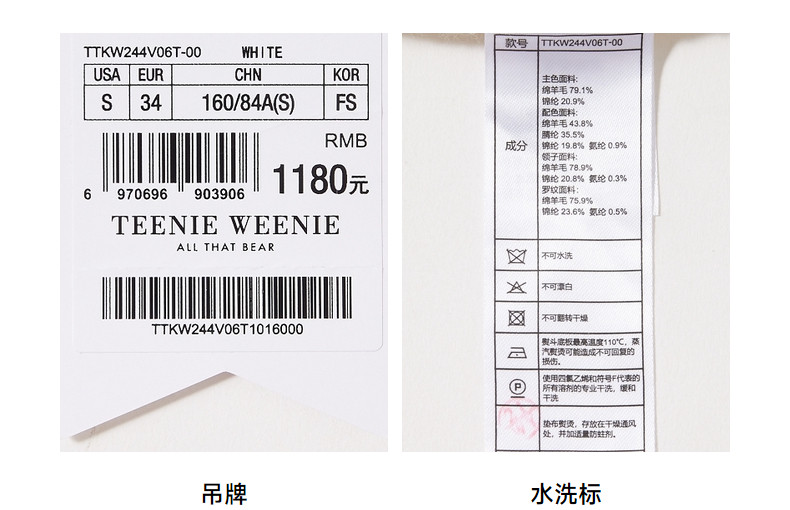 TTKW244V06T-00 WHITE
USA EUR CHN KOR
S 34 160/84A(S) FS
RMB
1180元
6 970696 903906
TEENIE WEENIE
ALL THAT BEAR
TTKW244V06T1016000
吊牌
款号 TTKW244V06T-00
成分
主色面料:
绵羊毛 79.1%
锦纶 20.9%
配色面料:
绵羊毛 43.8%
腈纶 35.5%
锦纶 19.8% 氨纶 0.9%
领子面料:
绵羊毛 78.9%
锦纶 20.8% 氨纶 0.3%
罗纹面料:
绵羊毛 75.9%
锦纶 23.6% 氨纶 0.5%
不可水洗
不可漂白
不可翻转干燥
熨斗底板最高温度110℃，蒸
汽熨烫可能造成不可回复的
损伤。
P
使用四氯乙烯和符号F代表的
所有溶剂的专业干洗，缓和
干洗
垫布熨烫，存放在干燥通风
处，并加适量防蛀剂。
水洗标